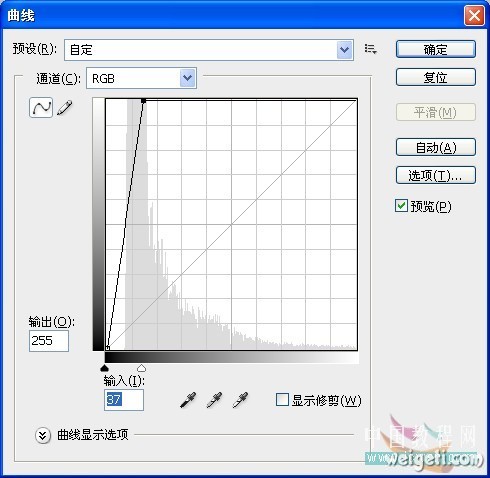 曲线
预设(R): 自定
确定
通道(C): RGB
复位
平滑(M)
自动(A)
选项(T)...
预览(P)
输出(O):
255
输入(I):
37
显示修剪(W)
曲线显示选项
中国教程网
weigeti.com